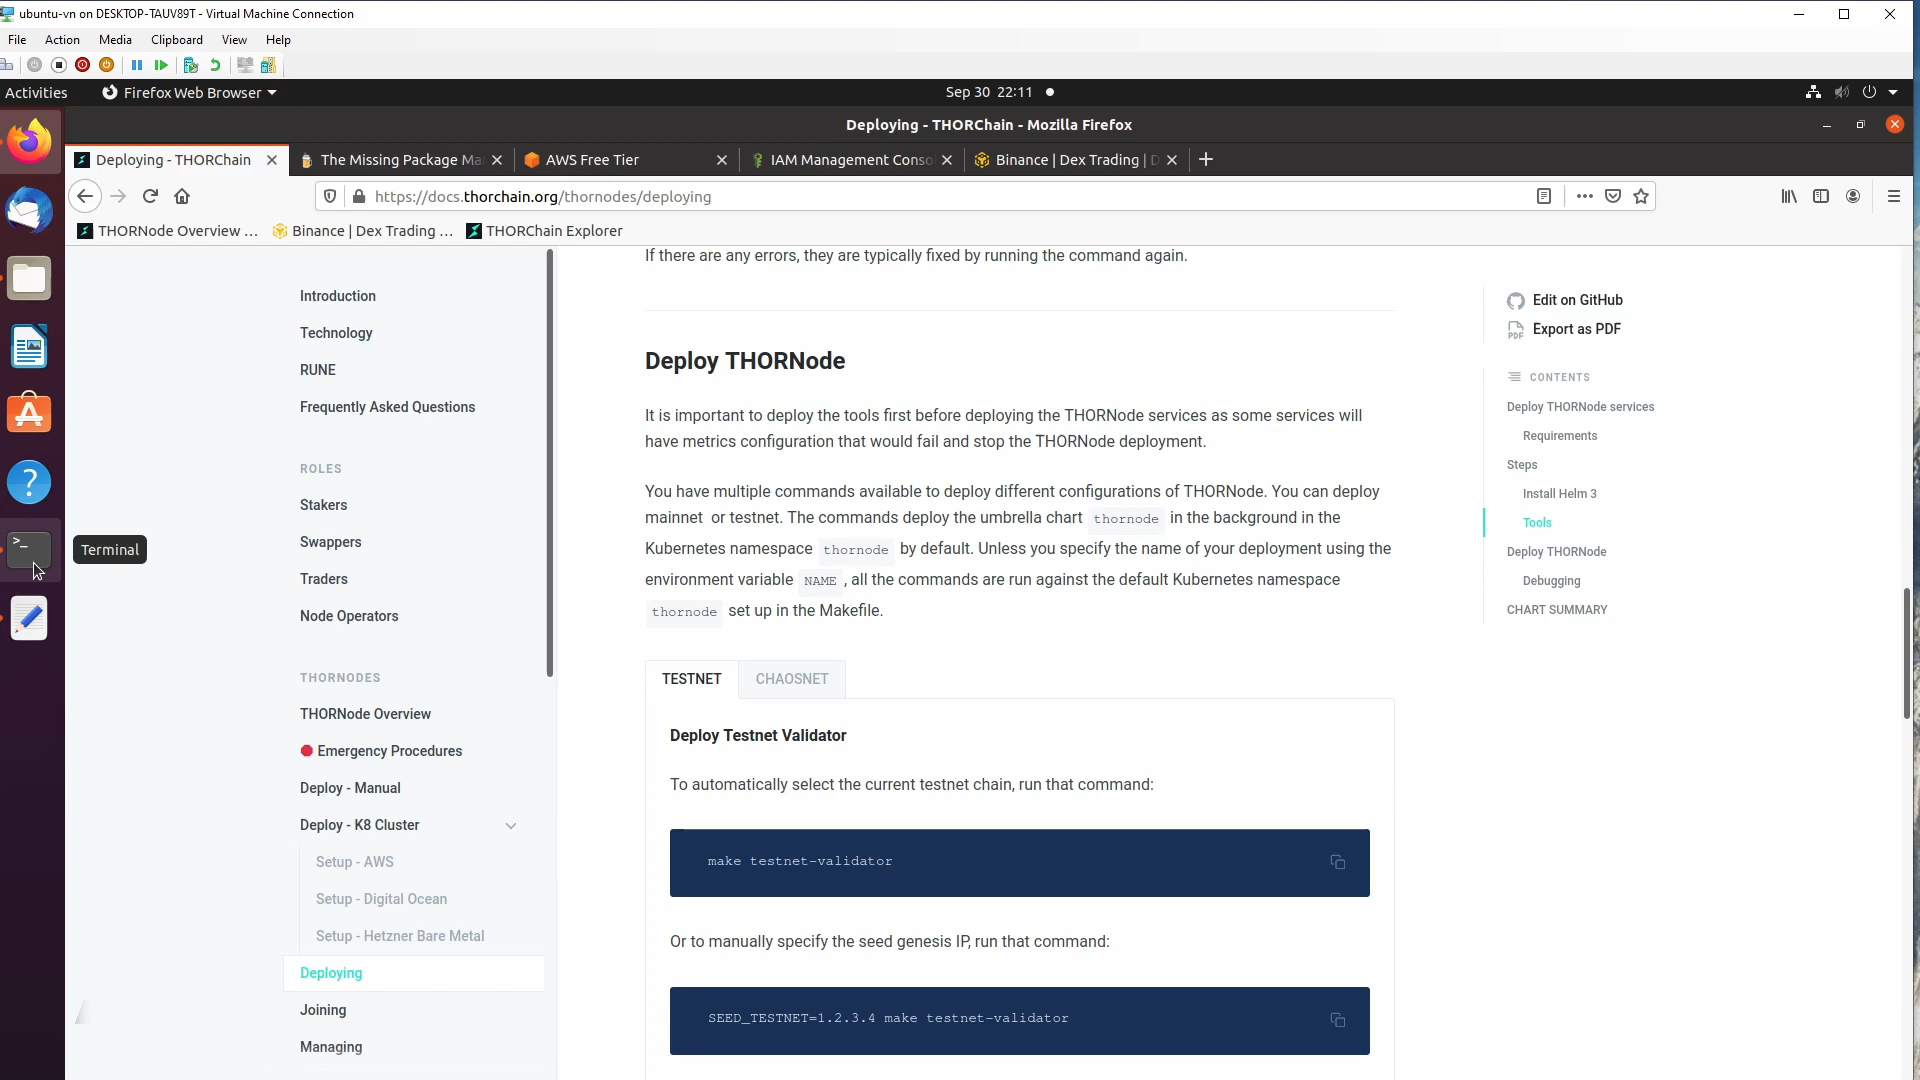 ubuntu-vn on DESKTOP-TAUV89T - Virtual Machine Connection
File Action Media Clipboard View Help
Activities Firefox Web Browser Sep 30 22:11
Deploying - THORChain - Mozilla Firefox
Deploying - THORChain The Missing Package Ma AWS Free Tier IAM Management Conso Binance | Dex Trading | D
https://docs.thorchain.org/thornodes/deploying
THORNode Overview ... Binance | Dex Trading ... THORChain Explorer
Introduction
Technology
RUNE
Frequently Asked Questions
ROLES
Stakers
Swappers
Traders
Node Operators
THORNODES
THORNode Overview
Emergency Procedures
Deploy - Manual
Deploy - K8 Cluster
Setup - AWS
Setup - Digital Ocean
Setup - Hetzner Bare Metal
Deploying
Joining
Managing
Terminal
If there are any errors, they are typically fixed by running the command again.
Deploy THORNode
It is important to deploy the tools first before deploying the THORNode services as some services will
have metrics configuration that would fail and stop the THORNode deployment.
You have multiple commands available to deploy different configurations of THORNode. You can deploy
mainnet or testnet. The commands deploy the umbrella chart thornode in the background in the
Kubernetes namespace thornode by default. Unless you specify the name of your deployment using the
environment variable NAME , all the commands are run against the default Kubernetes namespace
thornode set up in the Makefile.
TESTNET CHAOSNET
Deploy Testnet Validator
To automatically select the current testnet chain, run that command:
make testnet-validator
Or to manually specify the seed genesis IP, run that command:
SEED_TESTNET=1.2.3.4 make testnet-validator
Edit on GitHub
PDF Export as PDF
CONTENTS
Deploy THORNode services
Requirements
Steps
Install Helm 3
Tools
Deploy THORNode
Debugging
CHART SUMMARY